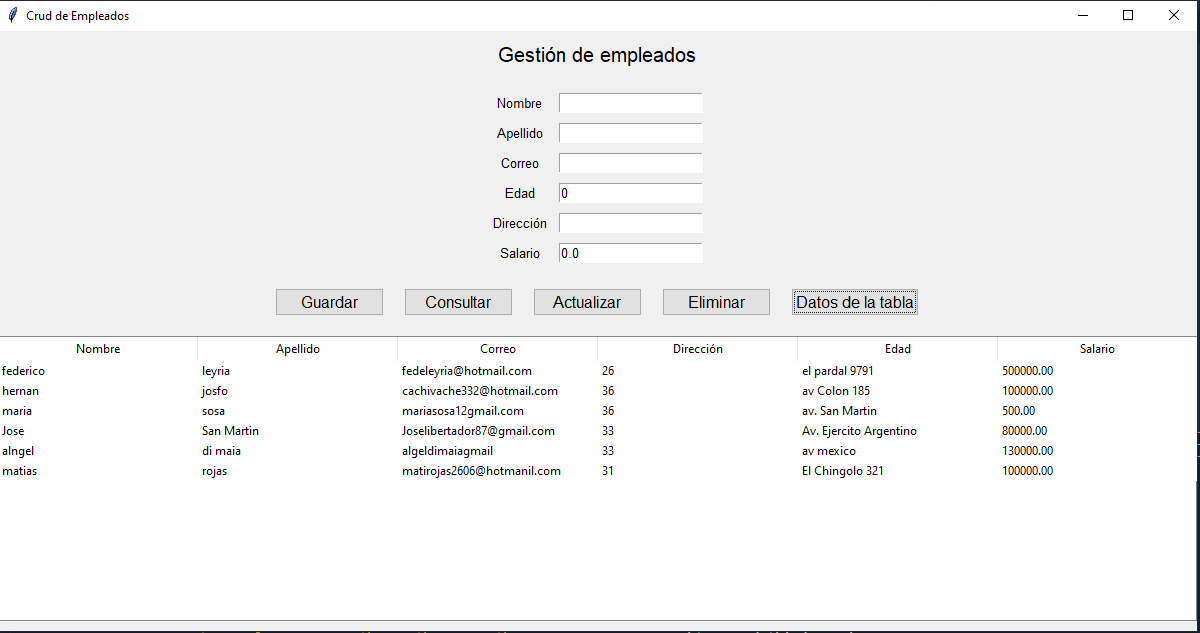 Crud de Empleados
Gestión de empleados
Nombre
Apellido
Correo
Edad 0
Dirección
Salario 0.0
Guardar Consultar Actualizar Eliminar Datos de la tabla
Nombre Apellido Correo Dirección Edad Salario
federico leyria fedeleyria@hotmail.com 26 el pardal 9791 500000.00
hernan josfo cachivache332@hotmail.com 36 av Colon 185 100000.00
maria sosa mariasosa12gmail.com 36 av. San Martin 500.00
Jose San Martin Joselibertador87@gmail.com 33 Av. Ejercito Argentino 80000.00
alngel di maia algeldimaiagmail 33 av mexico 130000.00
matias rojas matirojas2606@hotmanil.com 31 El Chingolo 321 100000.00